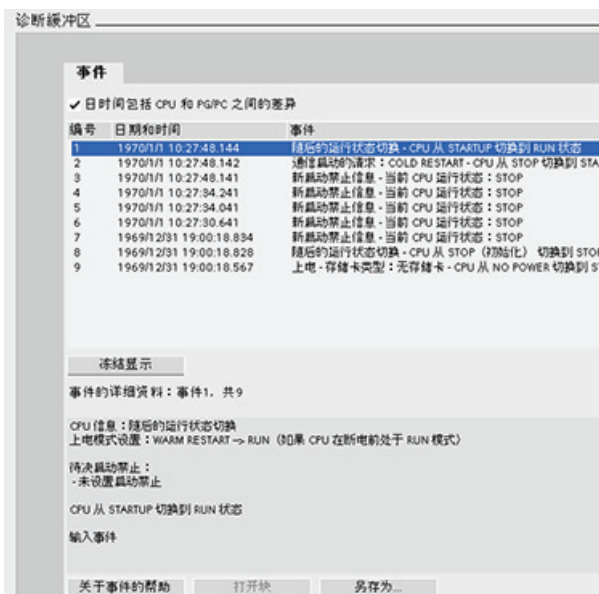 诊断缓冲区
事件
✓ 日时间包括 CPU 和 PG/PC 之间的差异
编号 日期和时间 事件
1 1970/1/1 10:27:48.144 随后的运行状态切换 - CPU 从 STARTUP 切换到 RUN 状态
2 1970/1/1 10:27:48.142 通信启动的请求：COLD RESTART - CPU 从 STOP 切换到 STA
3 1970/1/1 10:27:48.141 新启动禁止信息 - 当前 CPU 运行状态：STOP
4 1970/1/1 10:27:34.241 新启动禁止信息 - 当前 CPU 运行状态：STOP
5 1970/1/1 10:27:34.041 新启动禁止信息 - 当前 CPU 运行状态：STOP
6 1970/1/1 10:27:30.641 新启动禁止信息 - 当前 CPU 运行状态：STOP
7 1969/12/31 19:00:18.834 新启动禁止信息 - 当前 CPU 运行状态：STOP
8 1969/12/31 19:00:18.828 随后的运行状态切换 - CPU 从 STOP（初始化） 切换到 STO
9 1969/12/31 19:00:18.567 上电 - 存储卡类型：无存储卡 - CPU 从 NO POWER 切换到 S
冻结显示
事件的详细资料：事件1，共9
CPU 信息：随后的运行状态切换
上电模式设置：WARM RESTART -> RUN（如果 CPU 在断电前处于 RUN 模式）
待决启动禁止：
- 未设置启动禁止
CPU 从 STARTUP 切换到 RUN 状态
输入事件
关于事件的帮助 打开块 另存为...